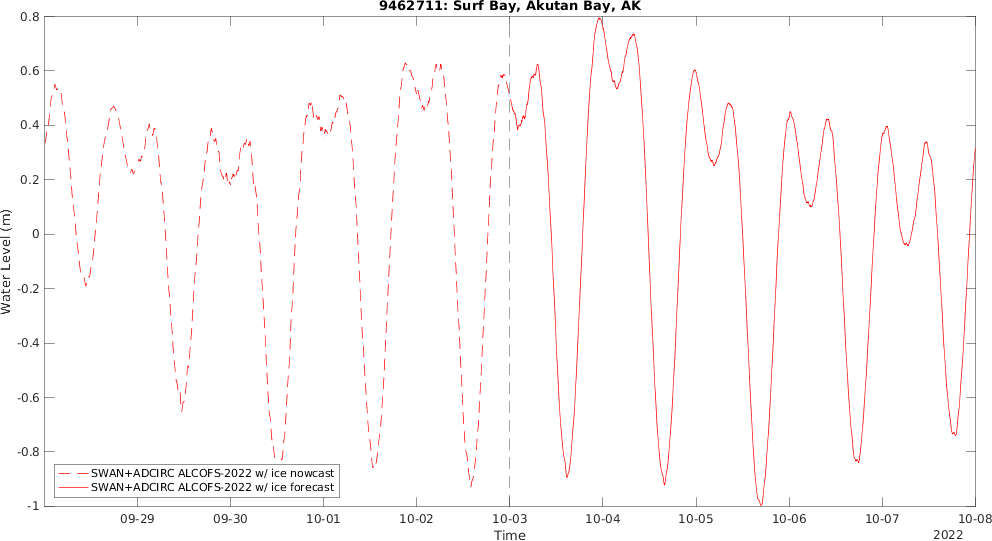 9462711: Surf Bay, Akutan Bay, AK
Water Level (m)
0.8
0.6
0.4
0.2
0
-0.2
-0.4
-0.6
-0.8
-1
SWAN+ADCIRC ALCOFS-2022 w/ ice nowcast
SWAN+ADCIRC ALCOFS-2022 w/ ice forecast
09-29 09-30 10-01 10-02 10-03 10-04 10-05 10-06 10-07 10-08
Time
2022